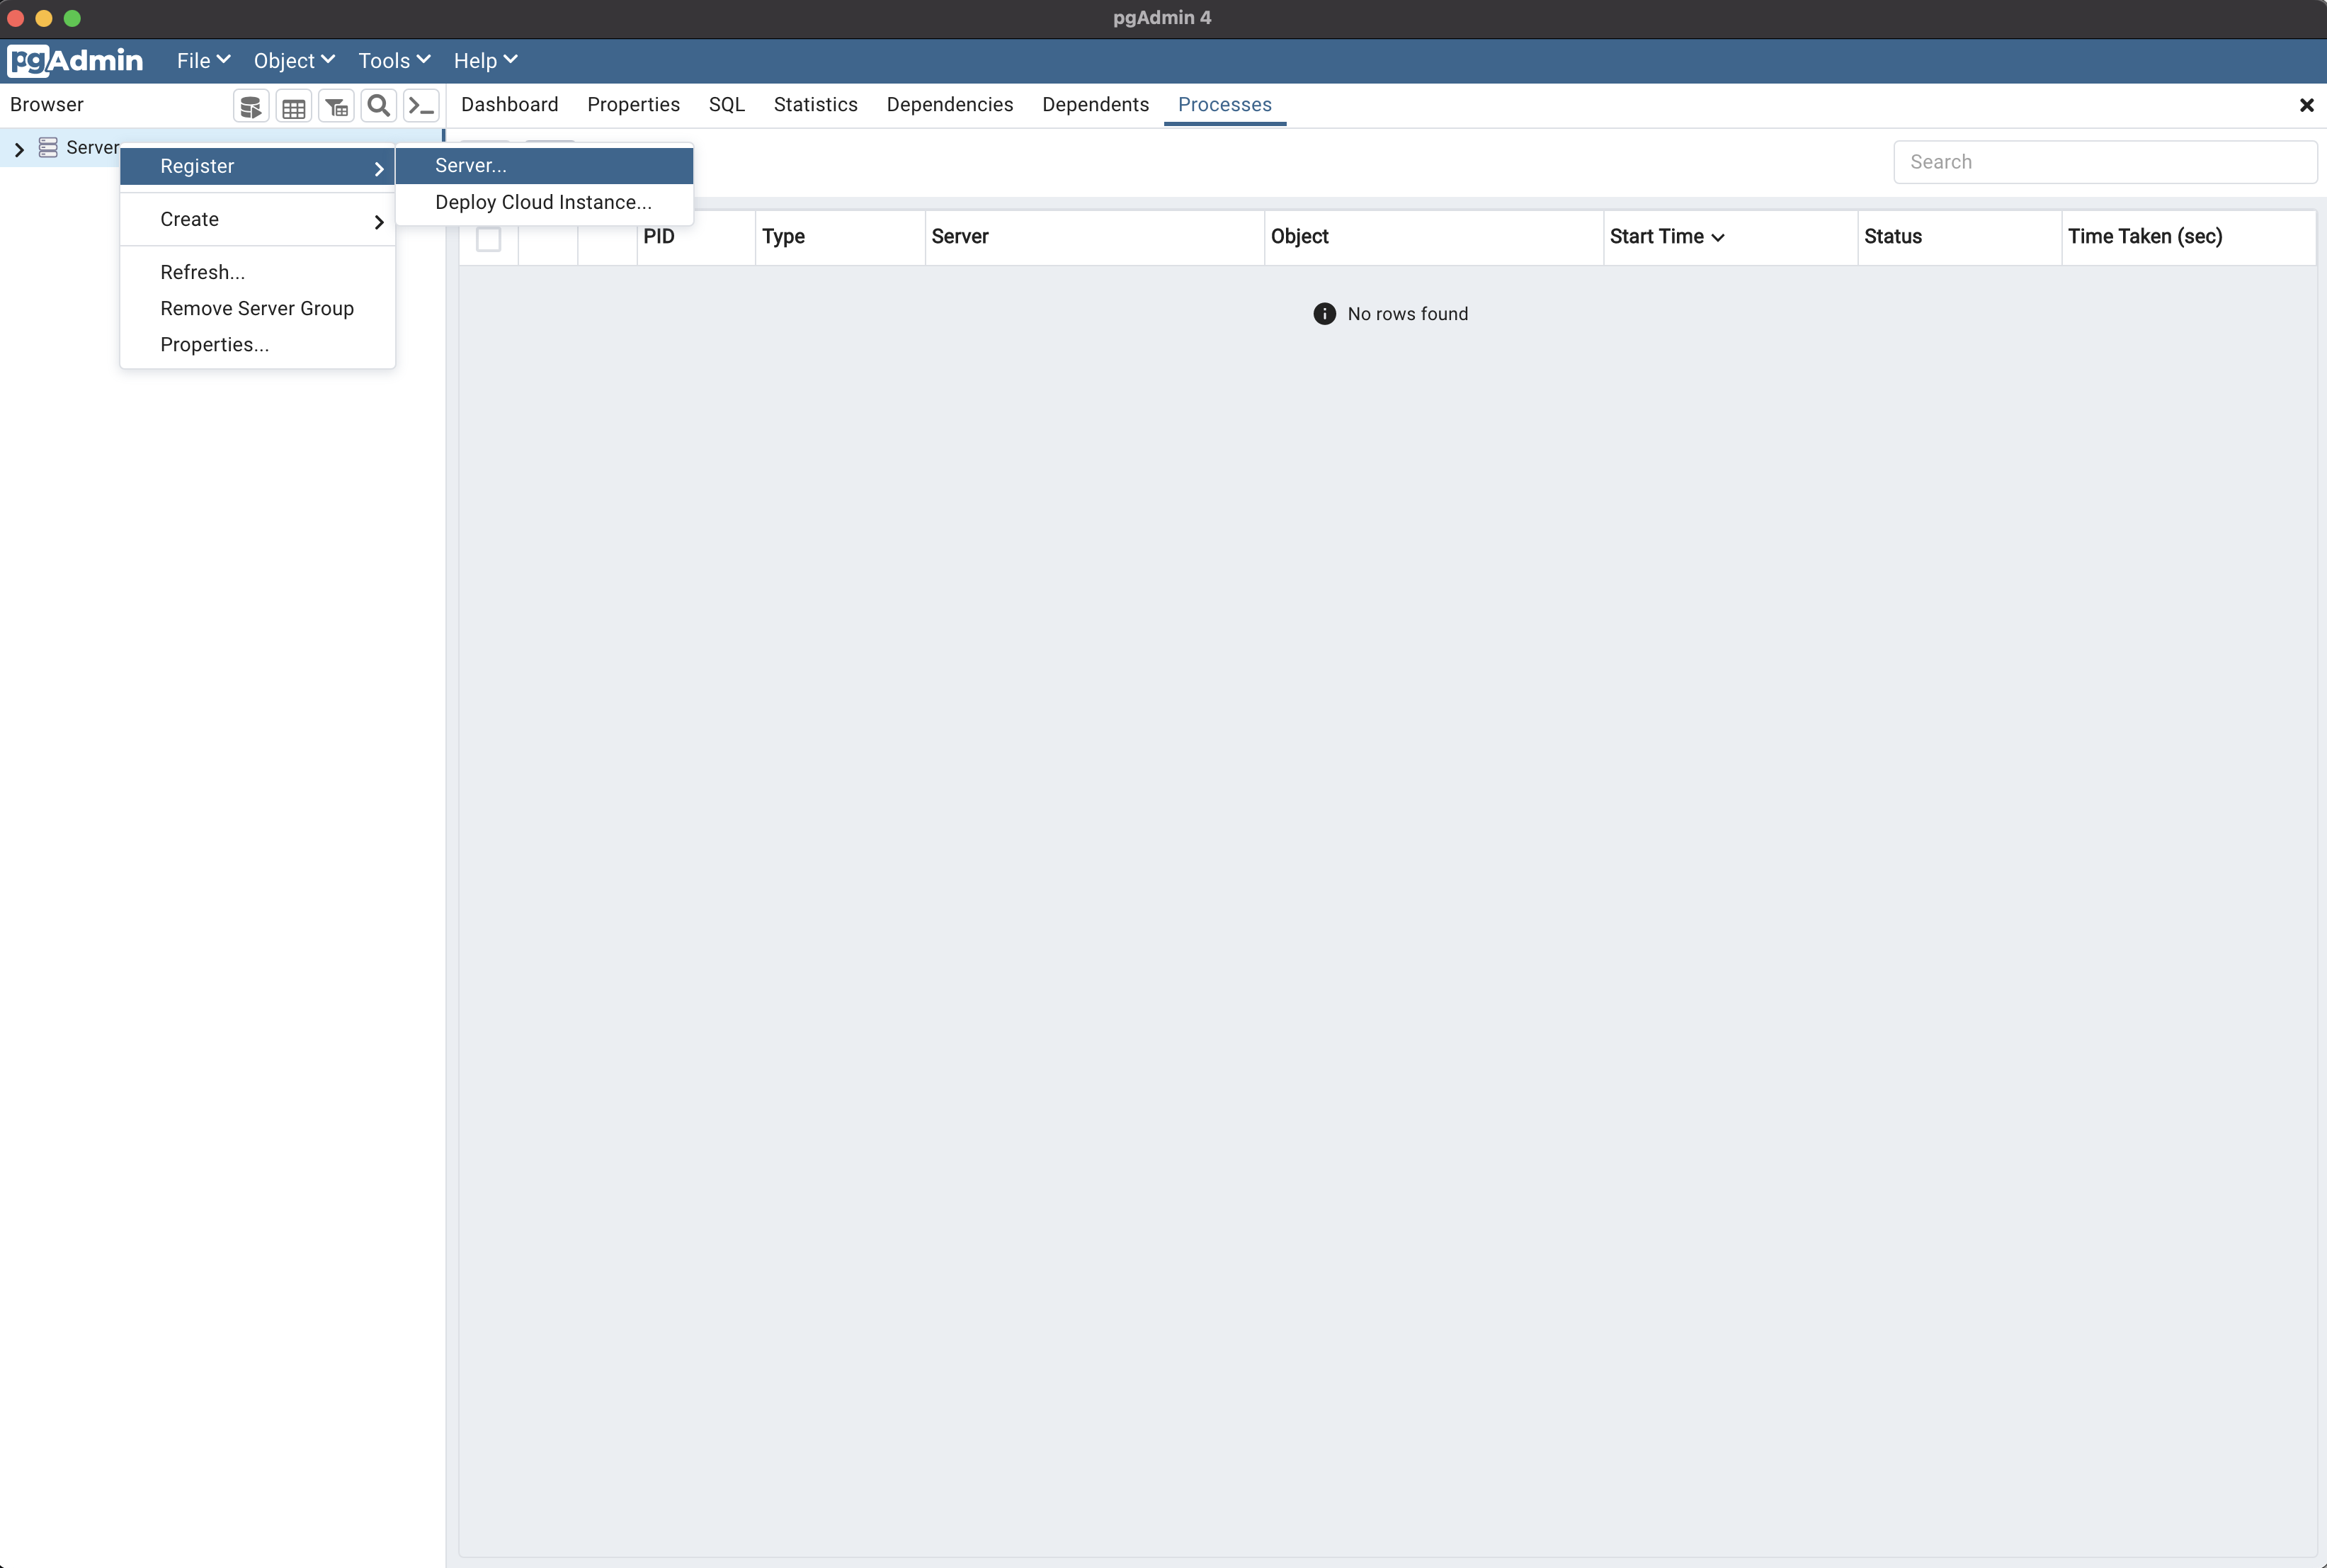 pgAdmin 4
pgAdmin File Object Tools Help
Browser Dashboard Properties SQL Statistics Dependencies Dependents Processes
Server
Register Server...
Search
Deploy Cloud Instance...
Create
PID Type Server Object Start Time Status Time Taken (sec)
Refresh...
Remove Server Group
No rows found
Properties...